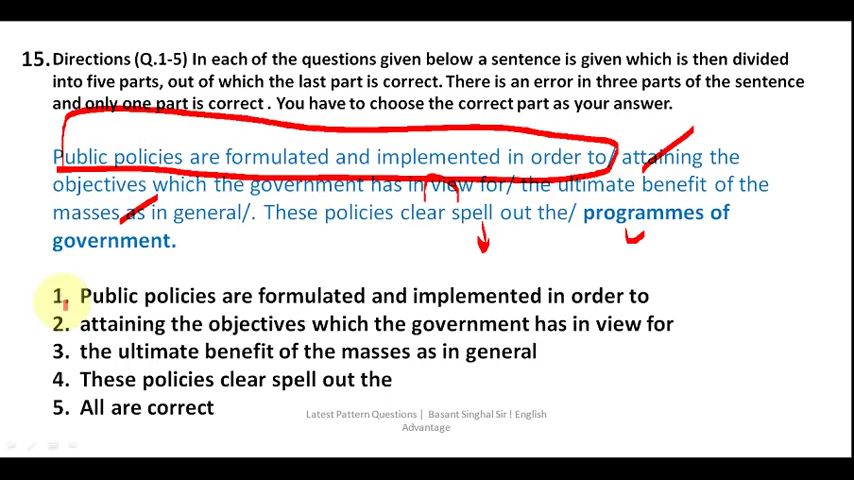 15. Directions (Q.1-5) In each of the questions given below a sentence is given which is then divided
into five parts, out of which the last part is correct. There is an error in three parts of the sentence
and only one part is correct . You have to choose the correct part as your answer.
Public policies are formulated and implemented in order to/ attaining the
objectives which the government has in view for/ the ultimate benefit of the
masses as in general/. These policies clear spell out the/ programmes of
government.
1. Public policies are formulated and implemented in order to
2. attaining the objectives which the government has in view for
3. the ultimate benefit of the masses as in general
4. These policies clear spell out the
5. All are correct
Latest Pattern Questions | Basant Singhal Sir ! English
Advantage